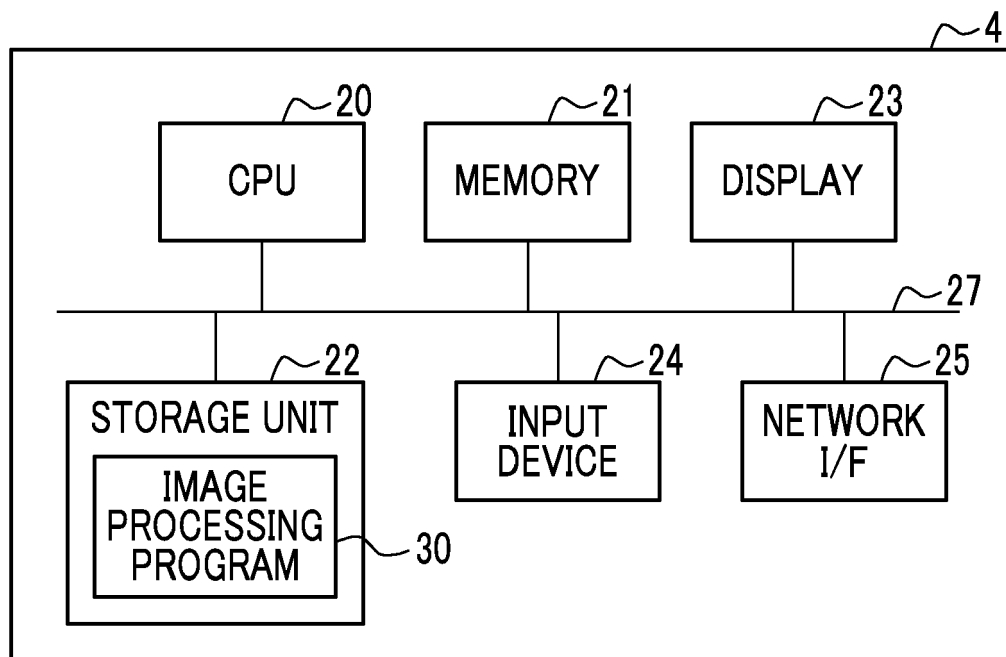 4
20
21
23
CPU
MEMORY
DISPLAY
27
22
24
25
STORAGE UNIT
INPUT
DEVICE
NETWORK
I/F
IMAGE
PROCESSING
PROGRAM
30